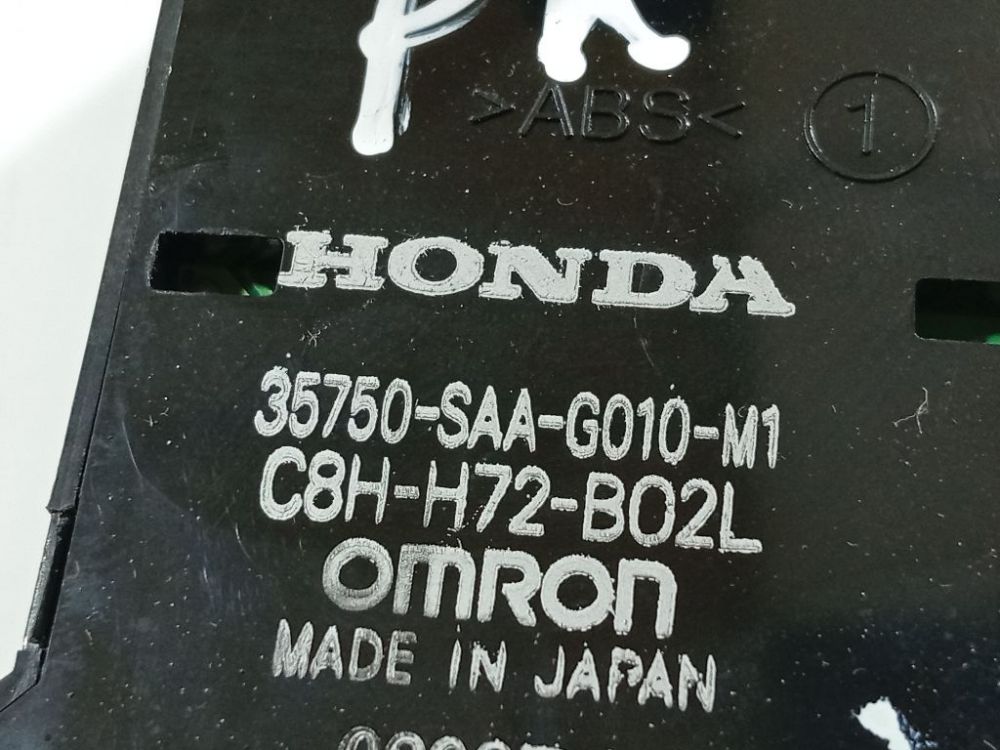 >ABS< 1
HONDA
35750-SAA-G010-M1
C8H-H72-B02L
OMRON
MADE IN JAPAN